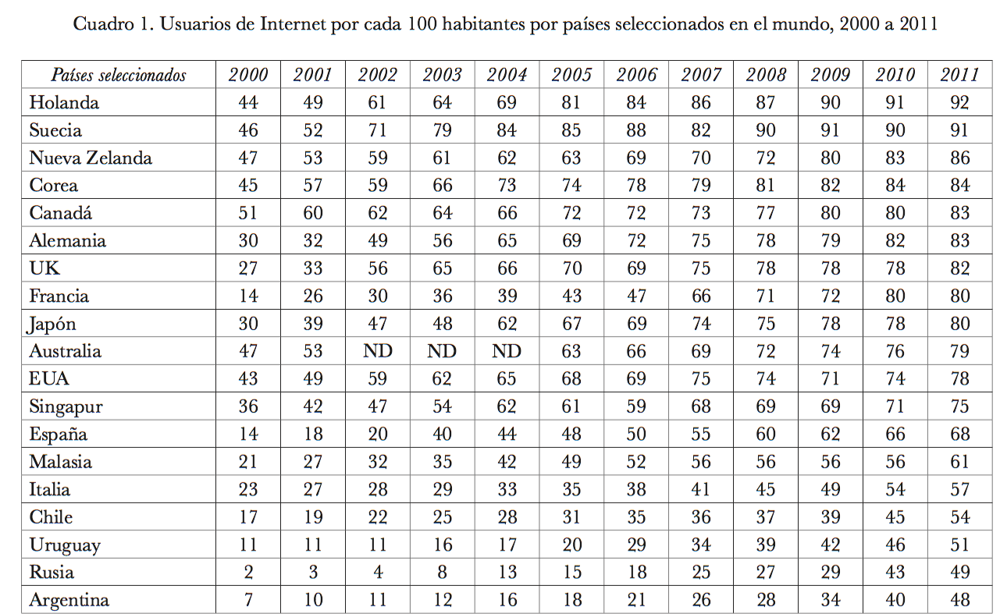 Cuadro 1. Usuarios de Internet por cada 100 habitantes por países seleccionados en el mundo, 2000 a 2011
Países seleccionados 2000 2001 2002 2003 2004 2005 2006 2007 2008 2009 2010 2011
Holanda 44 49 61 64 69 81 84 86 87 90 91 92
Suecia 46 52 71 79 84 85 88 82 90 91 90 91
Nueva Zelanda 47 53 59 61 62 63 69 70 72 80 83 86
Corea 45 57 59 66 73 74 78 79 81 82 84 84
Canadá 51 60 62 64 66 72 72 73 77 80 80 83
Alemania 30 32 49 56 65 69 72 75 78 79 82 83
UK 27 33 56 65 66 70 69 75 78 78 78 82
Francia 14 26 30 36 39 43 47 66 71 72 80 80
Japón 30 39 47 48 62 67 69 74 75 78 78 80
Australia 47 53 ND ND ND 63 66 69 72 74 76 79
EUA 43 49 59 62 65 68 69 75 74 71 74 78
Singapur 36 42 47 54 62 61 59 68 69 69 71 75
España 14 18 20 40 44 48 50 55 60 62 66 68
Malasia 21 27 32 35 42 49 52 56 56 56 56 61
Italia 23 27 28 29 33 35 38 41 45 49 54 57
Chile 17 19 22 25 28 31 35 36 37 39 45 54
Uruguay 11 11 11 16 17 20 29 34 39 42 46 51
Rusia 2 3 4 8 13 15 18 25 27 29 43 49
Argentina 7 10 11 12 16 18 21 26 28 34 40 48